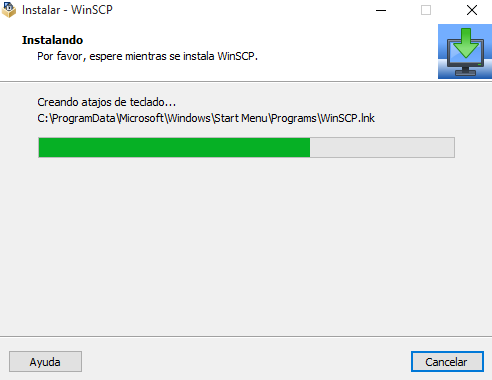 Instalar - WinSCP
Instalando
Por favor, espere mientras se instala WinSCP.
Creando atajos de teclado...
C:\ProgramData\Microsoft\Windows\Start Menu\Programs\WinSCP.lnk
Ayuda
Cancelar